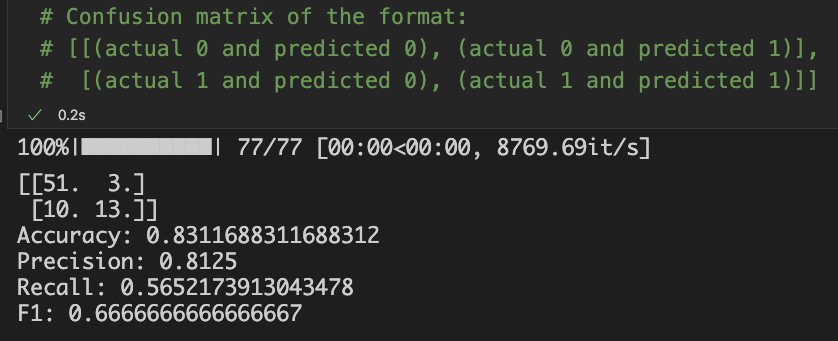 # Confusion matrix of the format:
# [[(actual 0 and predicted 0), (actual 0 and predicted 1)],
#  [(actual 1 and predicted 0), (actual 1 and predicted 1)]]
✓ 0.2s
100%|██████████| 77/77 [00:00<00:00, 8769.69it/s]
[[51.  3.]
 [10. 13.]]
Accuracy: 0.8311688311688312
Precision: 0.8125
Recall: 0.5652173913043478
F1: 0.6666666666666667